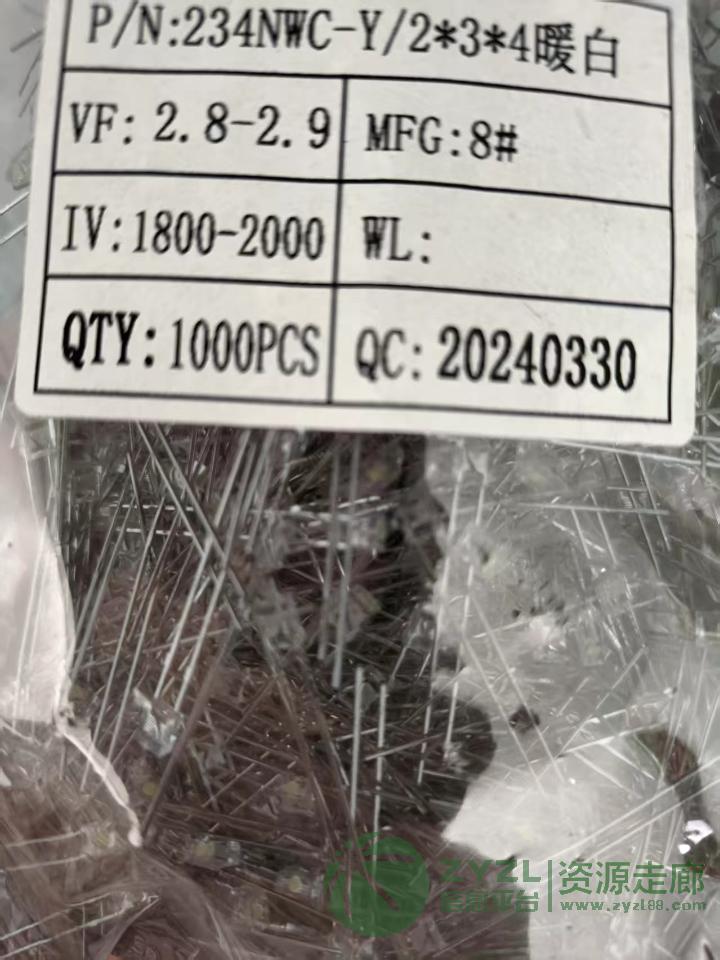 P/N:234NWC-Y/2*3*4暖白
VF: 2.8-2.9 MFG:8#
IV:1800-2000 WL:
QTY:1000PCS QC:20240330
ZYZL 资源走廊
www.zyzl88.com